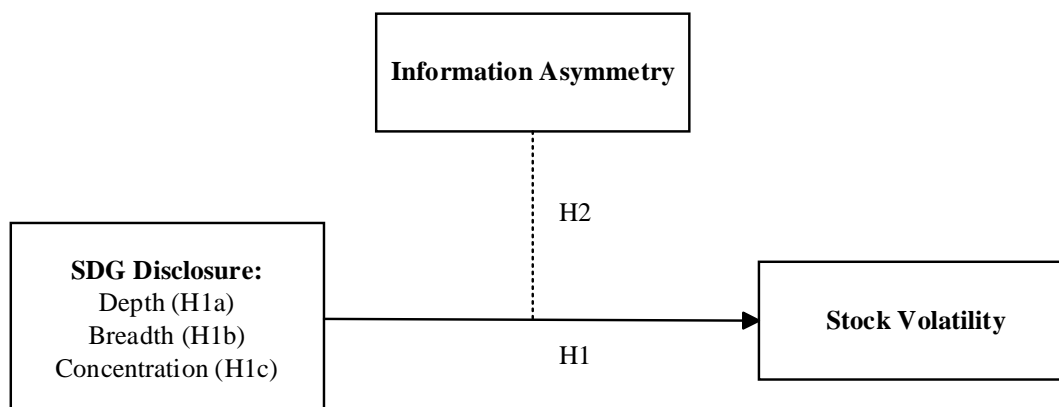 Information Asymmetry
H2
SDG Disclosure:
Depth (H1a)
Breadth (H1b)
Concentration (H1c)
H1
Stock Volatility